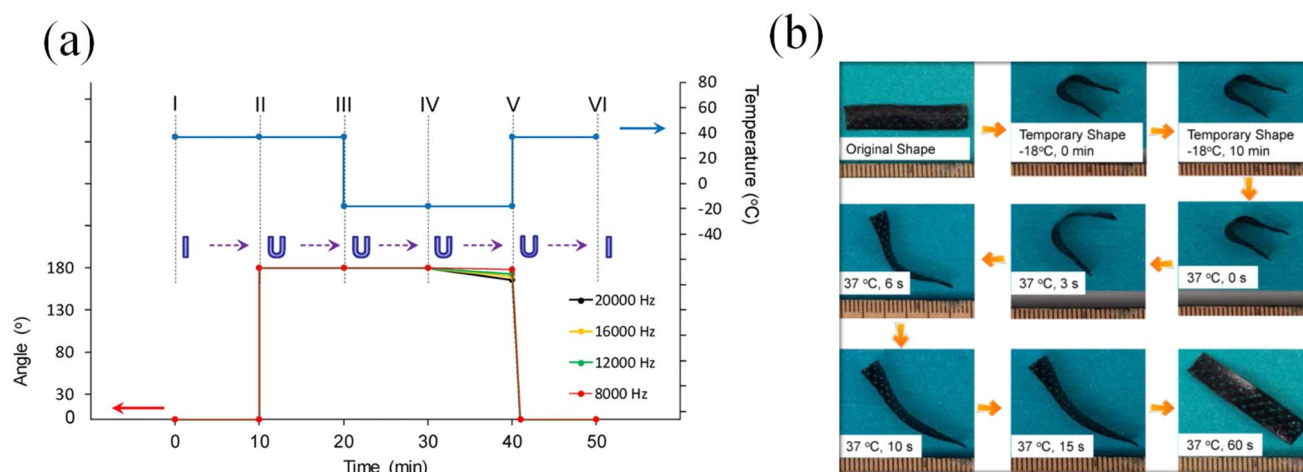 (a)
(b)
I II III IV V VI
80
60
40
20
0
-20
-40
Temperature (°C)
I U U U U I
180
130
80
30
0
Angle (°)
20000 Hz
16000 Hz
12000 Hz
8000 Hz
0 10 20 30 40 50
Time (min)
Original Shape
Temporary Shape
-18°C, 0 min
Temporary Shape
-18°C, 10 min
37 °C, 6 s
37 °C, 3 s
37 °C, 0 s
37 °C, 10 s
37 °C, 15 s
37 °C, 60 s